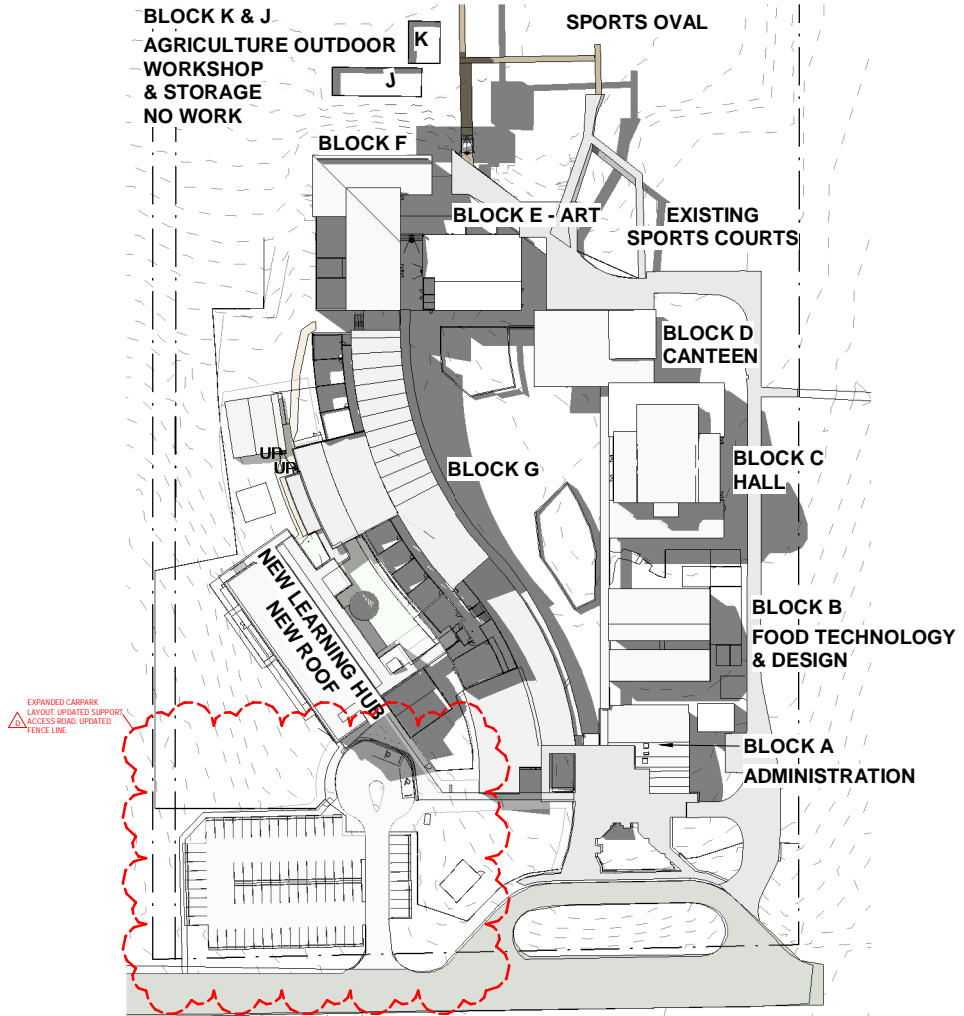 BLOCK K & J
AGRICULTURE OUTDOOR
WORKSHOP
& STORAGE
NO WORK
K
J
SPORTS OVAL
BLOCK F
BLOCK E - ART
EXISTING
SPORTS COURTS
BLOCK D
CANTEEN
BLOCK G
BLOCK C
HALL
UP
UP
NEW LEARNING HUB
NEW ROOF
BLOCK B
FOOD TECHNOLOGY
& DESIGN
EXPANDED CARPARK
LAYOUT. UPDATED SUPPORT
ACCESS ROAD. UPDATED
FENCE LINE.
D
BLOCK A
ADMINISTRATION